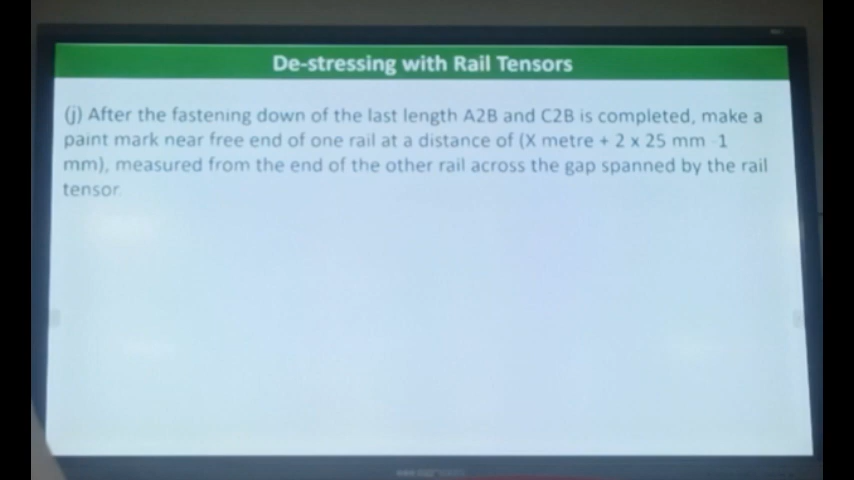 De-stressing with Rail Tensors
(j) After the fastening down of the last length A2B and C2B is completed, make a
paint mark near free end of one rail at a distance of (X metre + 2 x 25 mm -1
mm), measured from the end of the other rail across the gap spanned by the rail
tensor.